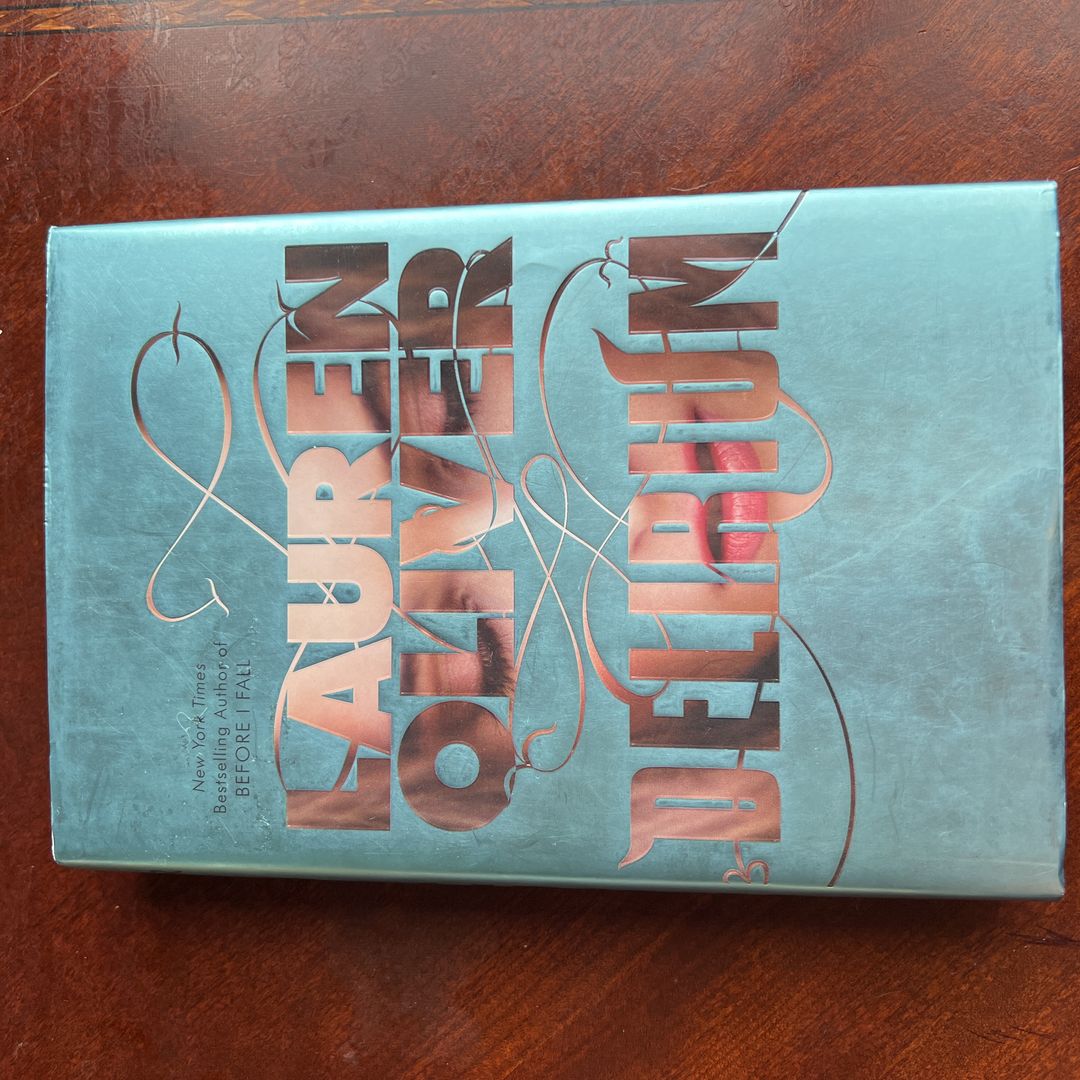 New York Times
Bestselling Author of
BEFORE I FALL
LAUREN
OLIVER
DELIRIUM